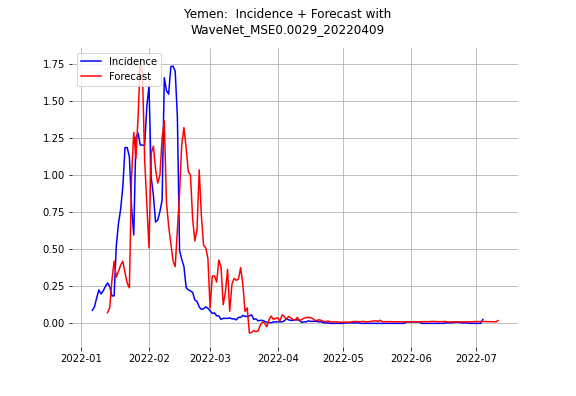 Yemen: Incidence + Forecast with
WaveNet_MSE0.0029_20220409
Incidence
Forecast
1.75
1.50
1.25
1.00
0.75
0.50
0.25
0.00
2022-01 2022-02 2022-03 2022-04 2022-05 2022-06 2022-07